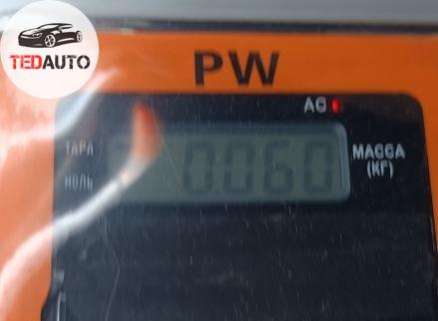 TEDAUTO
PW
AC
ТАРА
НОЛЬ
0060
МАССА
(КГ)